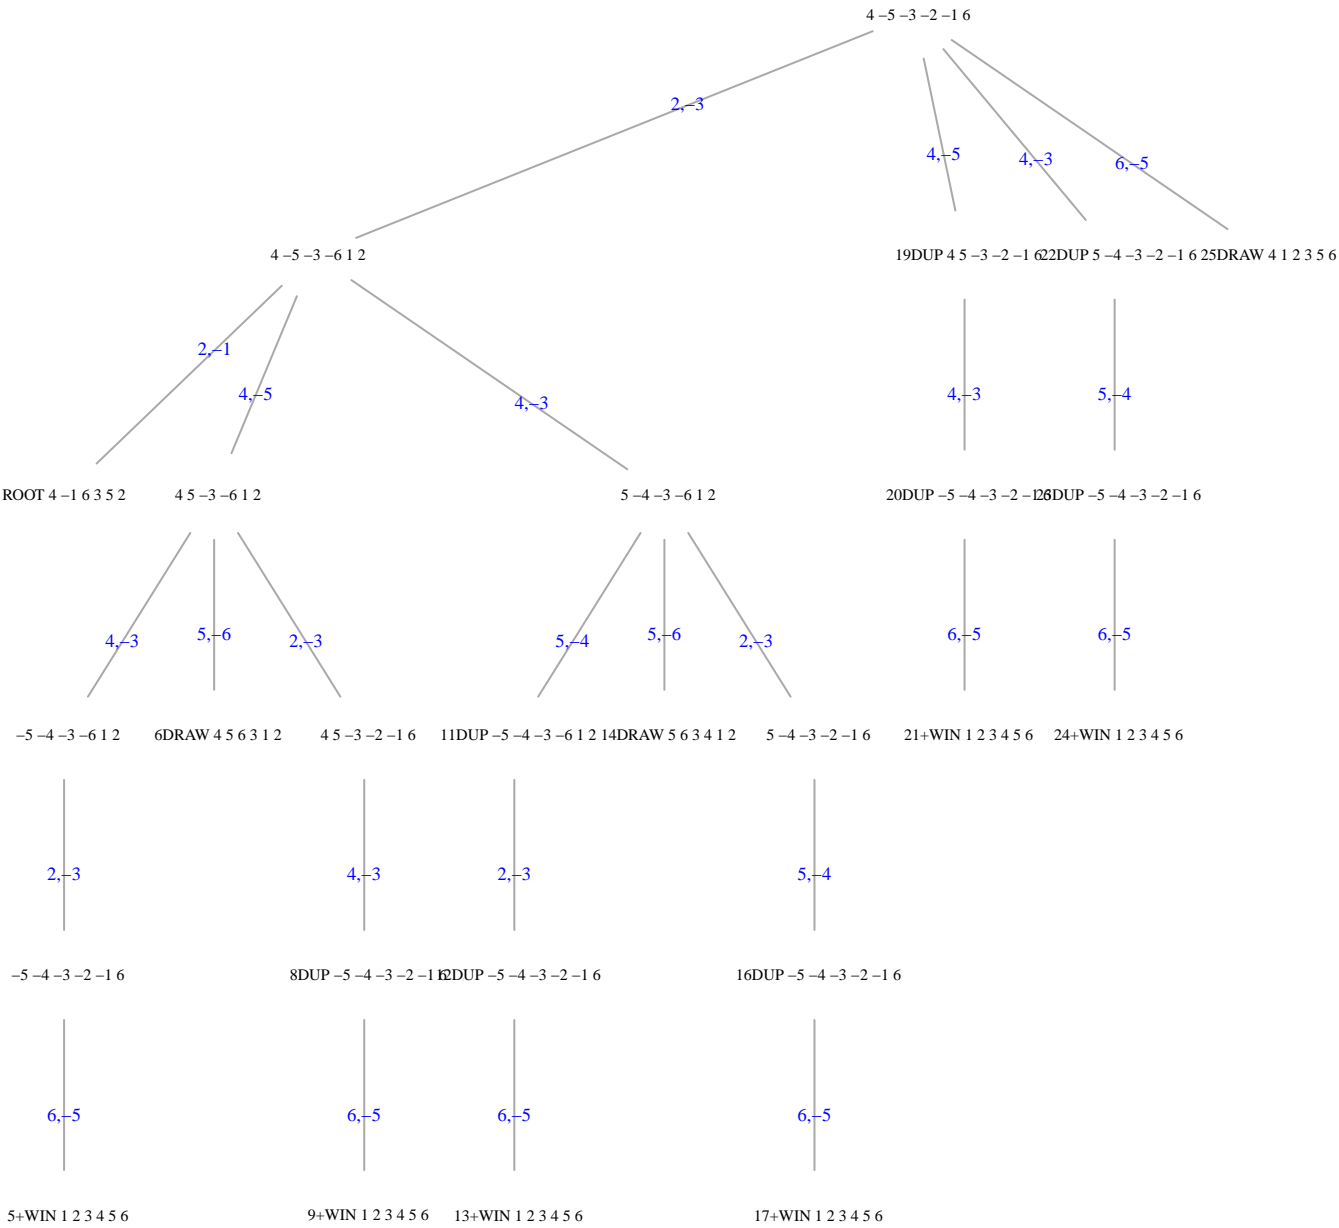 4 –5 –3 –2 –1 6
2,–3
4,–5
4,–3
6,–5
4 –5 –3 –6 1 2
19DUP 4 5 –3 –2 –1 6
22DUP 5 –4 –3 –2 –1 6
25DRAW 4 1 2 3 5 6
2,–1
4,–5
4,–3
4,–3
5,–4
ROOT 4 –1 6 3 5 2
4 5 –3 –6 1 2
5 –4 –3 –6 1 2
20DUP –5 –4 –3 –2 –1 6
23DUP –5 –4 –3 –2 –1 6
4,–3
5,–6
2,–3
5,–4
5,–6
2,–3
6,–5
6,–5
–5 –4 –3 –6 1 2
6DRAW 4 5 6 3 1 2
4 5 –3 –2 –1 6
11DUP –5 –4 –3 –6 1 2
14DRAW 5 6 3 4 1 2
5 –4 –3 –2 –1 6
21+WIN 1 2 3 4 5 6
24+WIN 1 2 3 4 5 6
2,–3
4,–3
2,–3
5,–4
–5 –4 –3 –2 –1 6
8DUP –5 –4 –3 –2 –1 6
12DUP –5 –4 –3 –2 –1 6
16DUP –5 –4 –3 –2 –1 6
6,–5
6,–5
6,–5
6,–5
5+WIN 1 2 3 4 5 6
9+WIN 1 2 3 4 5 6
13+WIN 1 2 3 4 5 6
17+WIN 1 2 3 4 5 6